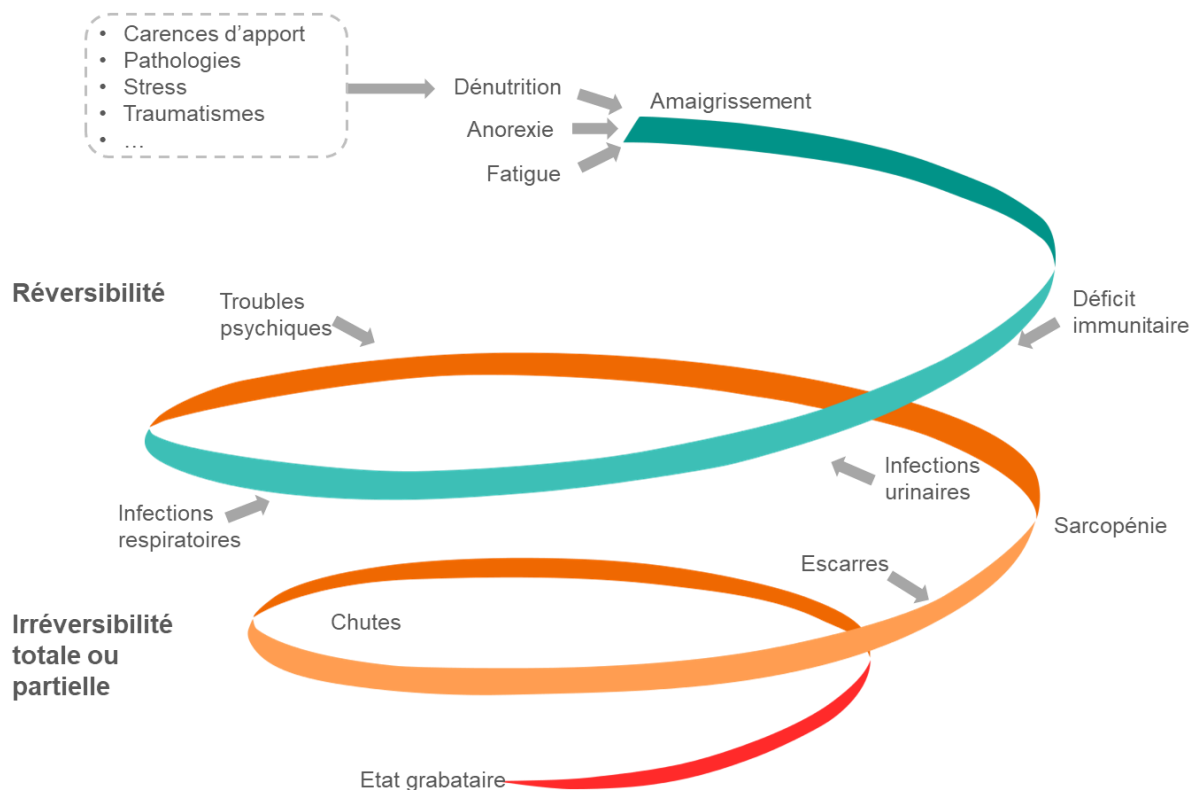 • Carences d’apport
• Pathologies
• Stress
• Traumatismes
• ...
Dénutrition
Anorexie
Fatigue
Amaigrissement
Réversibilité
Troubles
psychiques
Déficit
immunitaire
Infections
urinaires
Infections
respiratoires
Sarcopénie
Escarres
Irréversibilité
totale ou
partielle
Chutes
Etat grabataire